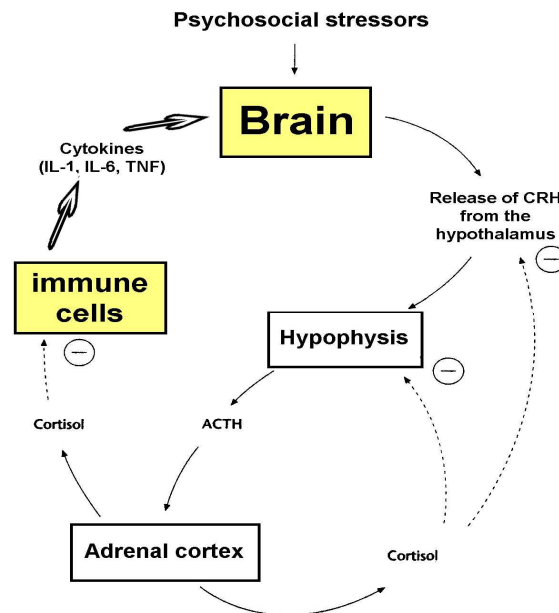 Psychosocial stressors
Brain
Cytokines
(IL-1, IL-6, TNF)
Release of CRH
from the
hypothalamus
−
immune
cells
−
Hypophysis
−
Cortisol
ACTH
Adrenal cortex
Cortisol